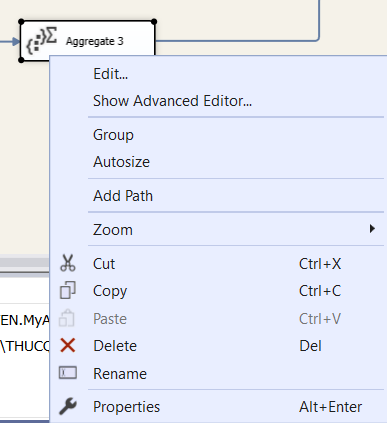 Aggregate 3
Edit...
Show Advanced Editor...
Group
Autosize
Add Path
Zoom
Cut Ctrl+X
Copy Ctrl+C
Paste Ctrl+V
Delete Del
Rename
Properties Alt+Enter
EN.MyA
\THUCC